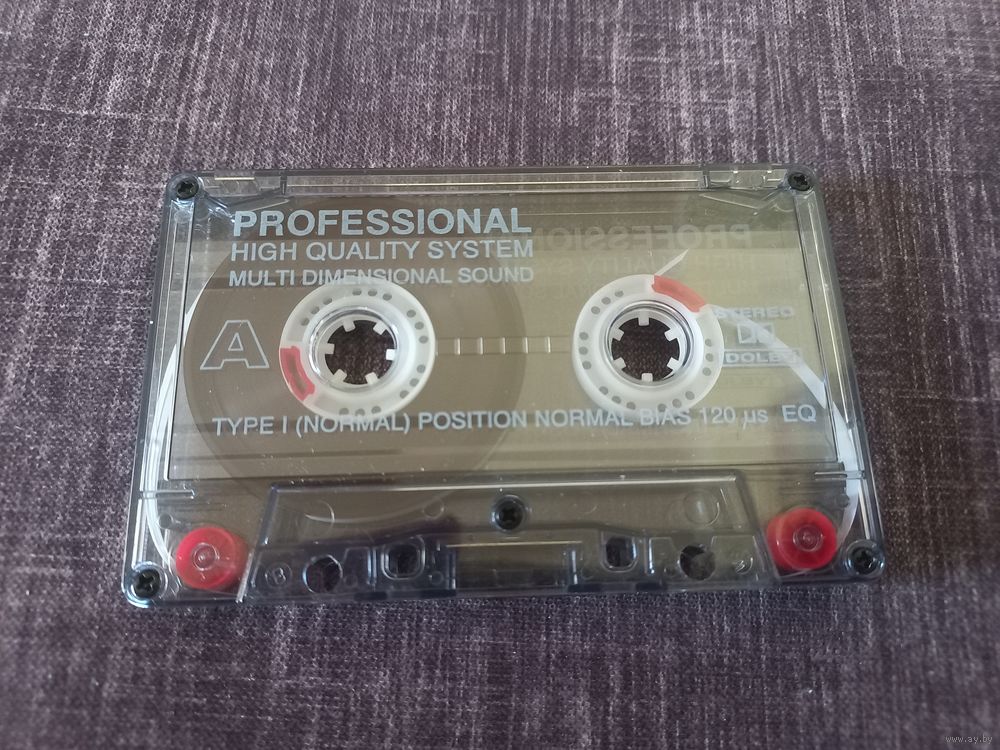 PROFESSIONAL
HIGH QUALITY SYSTEM
MULTI DIMENSIONAL SOUND
A
STEREO
DOLBY
TYPE I (NORMAL) POSITION NORMAL BIAS 120 µs EQ
www.ay.by